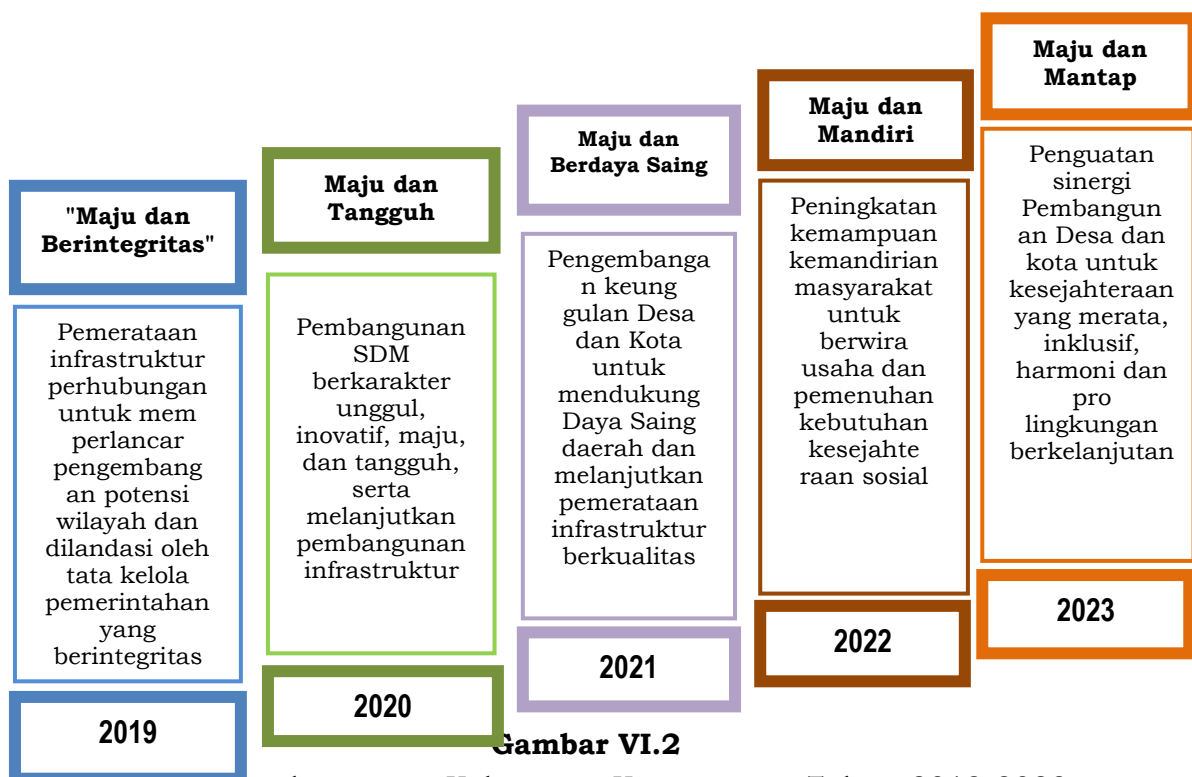 "Maju dan
Berintegritas"
Pemerataan
infrastruktur
perhubungan
untuk mem
perlancar
pengembang
an potensi
wilayah dan
dilandasi oleh
tata kelola
pemerintahan
yang
berintegritas
2019
Maju dan
Tangguh
Pembangunan
SDM
berkarakter
unggul,
inovatif, maju,
dan tangguh,
serta
melanjutkan
pembangunan
infrastruktur
2020
Maju dan
Berdaya Saing
Pengembanga
n keung
gulan Desa
dan Kota
untuk
mendukung
Daya Saing
daerah dan
melanjutkan
pemerataan
infrastruktur
berkualitas
2021
Maju dan
Mandiri
Peningkatan
kemampuan
kemandirian
masyarakat
untuk
berwira
usaha dan
pemenuhan
kebutuhan
kesejahte
raan sosial
2022
Maju dan
Mantap
Penguatan
sinergi
Pembangun
an Desa dan
kota untuk
kesejahteraan
yang merata,
inklusif,
harmoni dan
pro
lingkungan
berkelanjutan
2023
Gambar VI.2